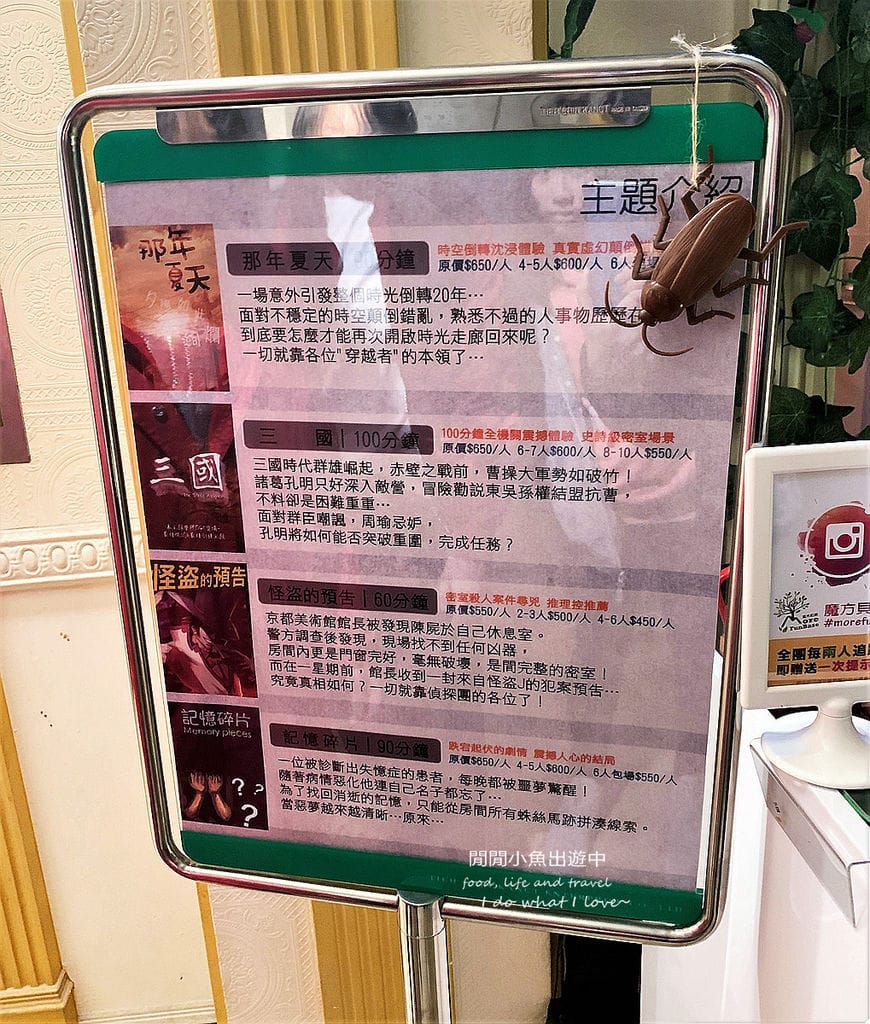 主題介紹
那年夏天
那年夏天 | 90分鐘
時空倒轉沈浸體驗 真實虛幻顛倒
原價$650/人 4-5人$600/人 6人
一場意外引發整個時光倒轉20年…
面對不穩定的時空顛倒錯亂，熟悉不過的人事物歷歷在
到底要怎麼才能再次開啟時光走廊回來呢？
一切就靠各位"穿越者"的本領了…
三國
三 國 | 100分鐘
100分鐘全機關震撼體驗 史詩級密室場景
原價$650/人 6-7人$600/人 8-10人$550/人
三國時代群雄崛起，赤壁之戰前，曹操大軍勢如破竹！
諸葛孔明只好深入敵營，冒險勸說東吳孫權結盟抗曹，
不料卻是困難重重…
面對群臣嘲諷，周瑜忌妒，
孔明將如何能否突破重圍，完成任務？
怪盜的預告
怪盜的預告 | 60分鐘
密室殺人案件尋兇 推理控推薦
原價$550/人 2-3人$500/人 4-6人$450/人
京都美術館館長被發現陳屍於自己休息室。
警方調查後發現，現場找不到任何凶器，
房間內更是門窗完好，毫無破壞，是間完整的密室！
而在一星期前，館長收到一封來自怪盜J的犯案預告…
究竟真相如何？一切就靠偵探團的各位了！
記憶碎片
Memory pieces
? ?
?
記憶碎片 | 90分鐘
跌宕起伏的劇情 震撼人心的結局
原價$650/人 4-5人$600/人 6人包場$550/人
一位被診斷出失憶症的患者，每晚都被噩夢驚醒！
隨著病情惡化他連自己名子都忘了…
為了找回消逝的記憶，只能從房間所有蛛絲馬跡拼湊線索。
當惡夢越來越清晰…原來…
魔方貝
#morefu
全團每兩人追蹤
即贈送一次提示
閒閒小魚出遊中
food, life and travel
I do what I love~